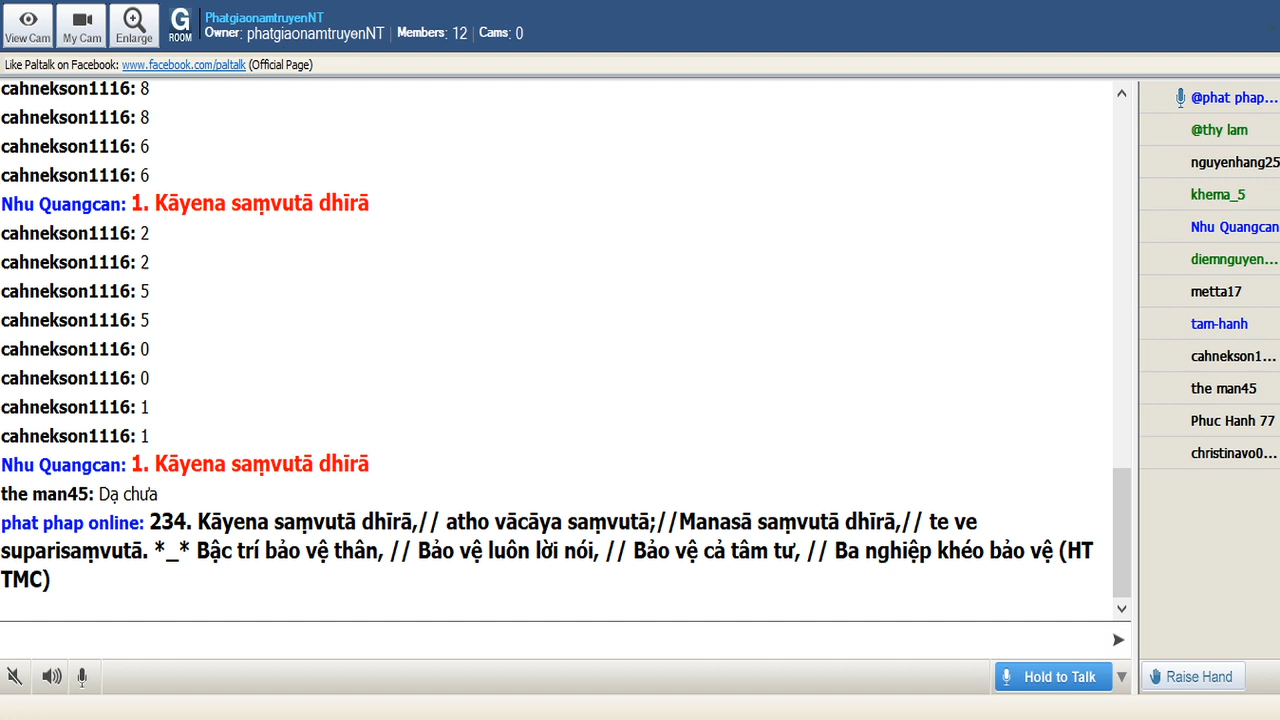 View Cam
My Cam
Enlarge
G
ROOM
PhatgiaonamtruyenNT
Owner: phatgiaonamtruyenNT | Members: 12 | Cams: 0
Like Paltalk on Facebook: www.facebook.com/paltalk (Official Page)
cahnekson1116: 8
cahnekson1116: 8
cahnekson1116: 6
cahnekson1116: 6
Nhu Quangcan: 1. Kāyena saṃvutā dhīrā
cahnekson1116: 2
cahnekson1116: 2
cahnekson1116: 5
cahnekson1116: 5
cahnekson1116: 0
cahnekson1116: 0
cahnekson1116: 1
cahnekson1116: 1
Nhu Quangcan: 1. Kāyena saṃvutā dhīrā
the man45: Dạ chưa
phat phap online: 234. Kāyena saṃvutā dhīrā,// atho vācāya saṃvutā;//Manasā saṃvutā dhīrā,// te ve
suparisaṃvutā. *_* Bậc trí bảo vệ thân, // Bảo vệ luôn lời nói, // Bảo vệ cả tâm tư, // Ba nghiệp khéo bảo vệ (HT
TMC)
@phat phap...
@thy lam
nguyenhang25
khema_5
Nhu Quangcan
diemnguyen...
metta17
tam-hanh
cahnekson1...
the man45
Phuc Hanh 77
christinavo0...
Hold to Talk
Raise Hand